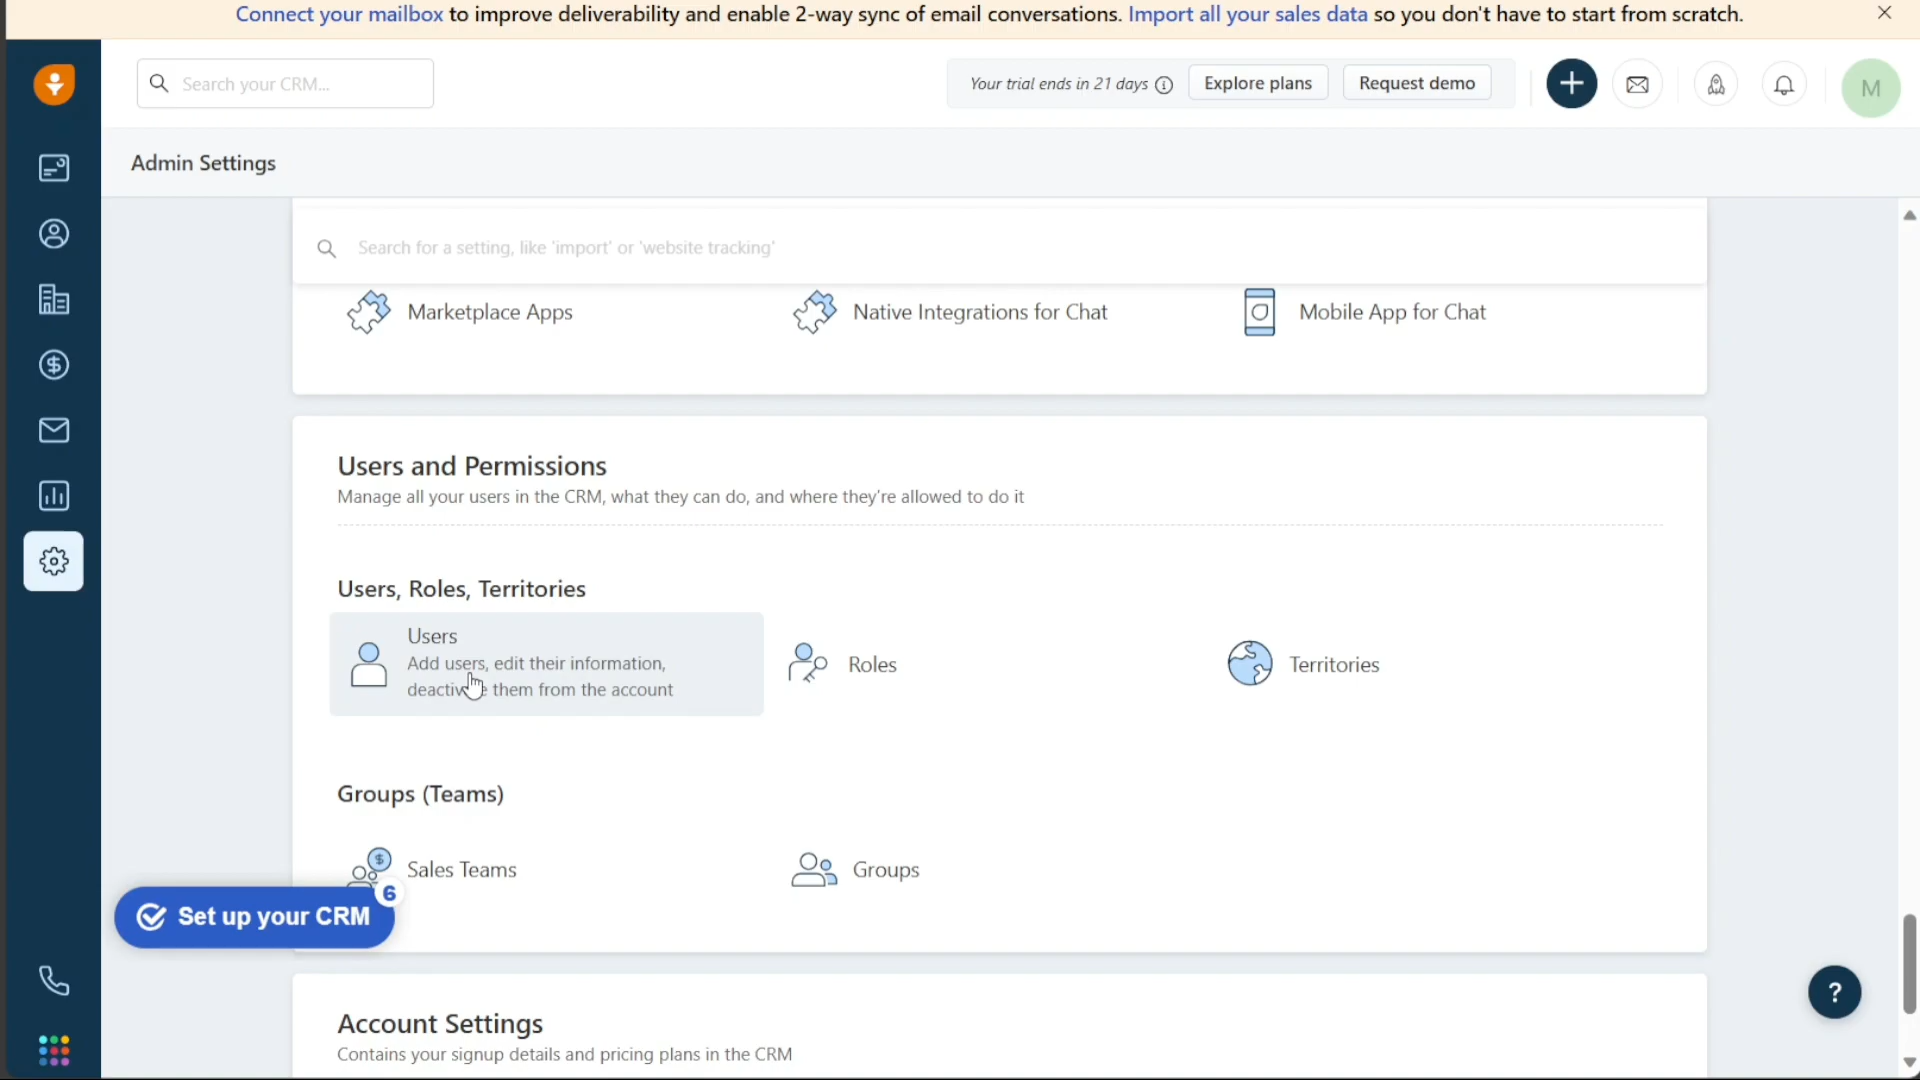 Connect your mailbox to improve deliverability and enable 2-way sync of email conversations. Import all your sales data so you don't have to start from scratch.
Search your CRM...
Your trial ends in 21 days
Explore plans
Request demo
M
Admin Settings
Search for a setting, like 'import' or 'website tracking'
Marketplace Apps
Native Integrations for Chat
Mobile App for Chat
Users and Permissions
Manage all your users in the CRM, what they can do, and where they're allowed to do it
Users, Roles, Territories
Users
Add users, edit their information,
deactivate them from the account
Roles
Territories
Groups (Teams)
Sales Teams
Groups
6
Set up your CRM
?
Account Settings
Contains your signup details and pricing plans in the CRM